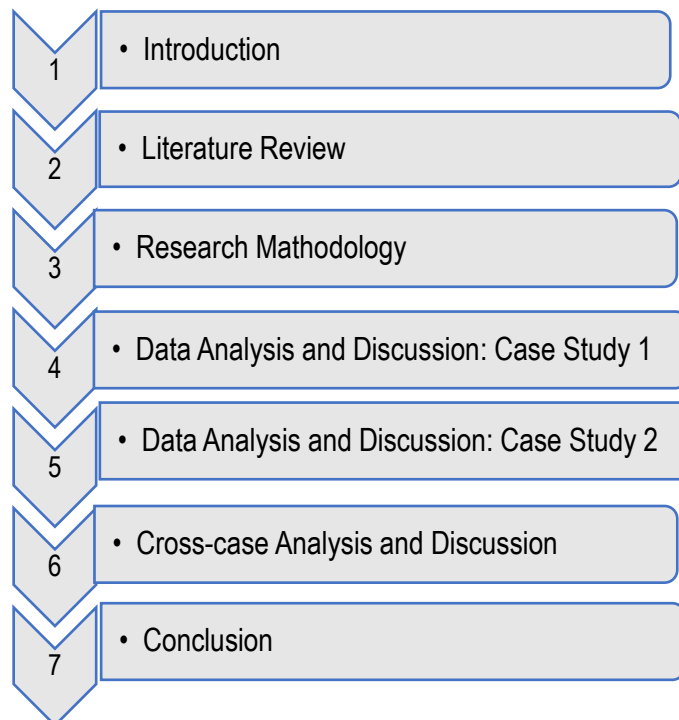 1
• Introduction
2
• Literature Review
3
• Research Mathodology
4
• Data Analysis and Discussion: Case Study 1
5
• Data Analysis and Discussion: Case Study 2
6
• Cross-case Analysis and Discussion
7
• Conclusion